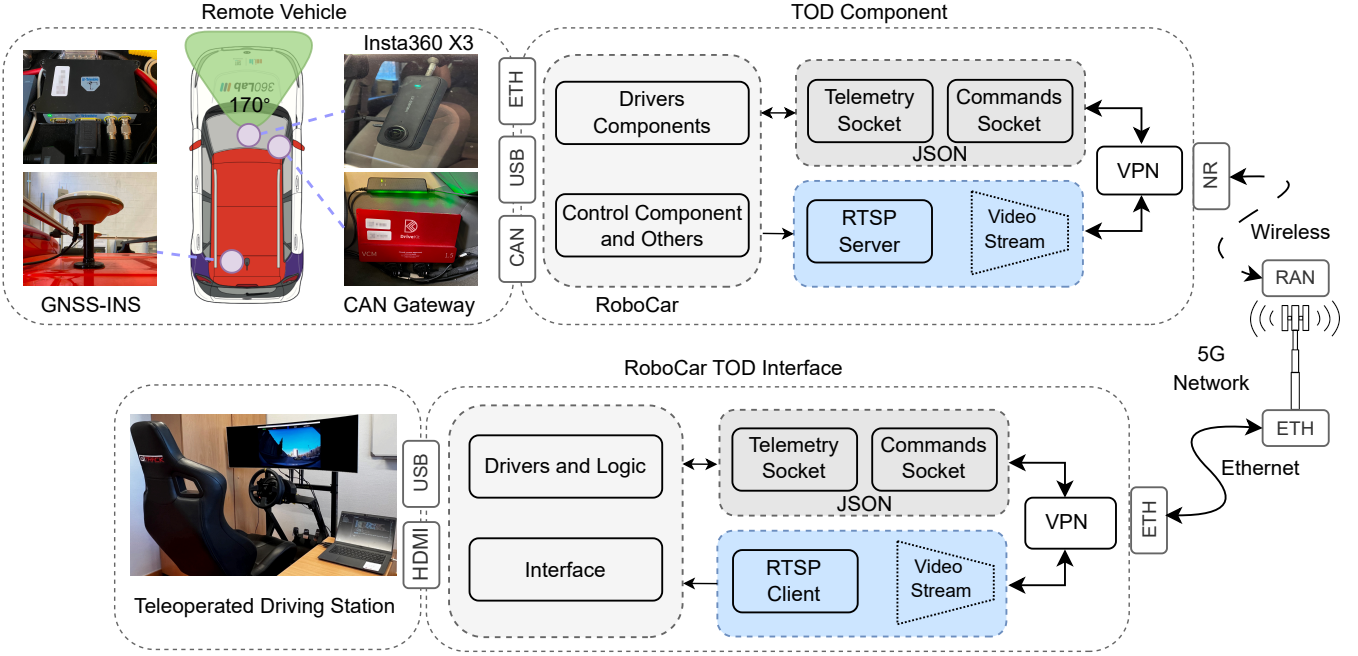 Remote Vehicle
TOD Component
Insta360 X3
360Lab
170°
GNSS-INS
CAN Gateway
VCM
1.5
ETH
USB
CAN
Drivers
Components
Control Component
and Others
RoboCar
Telemetry
Socket
Commands
Socket
JSON
RTSP
Server
Video
Stream
VPN
NR
Wireless
RAN
5G
Network
ETH
Ethernet
RoboCar TOD Interface
Teleoperated Driving Station
USB
HDMI
Drivers and Logic
Interface
Telemetry
Socket
Commands
Socket
JSON
RTSP
Client
Video
Stream
VPN
ETH